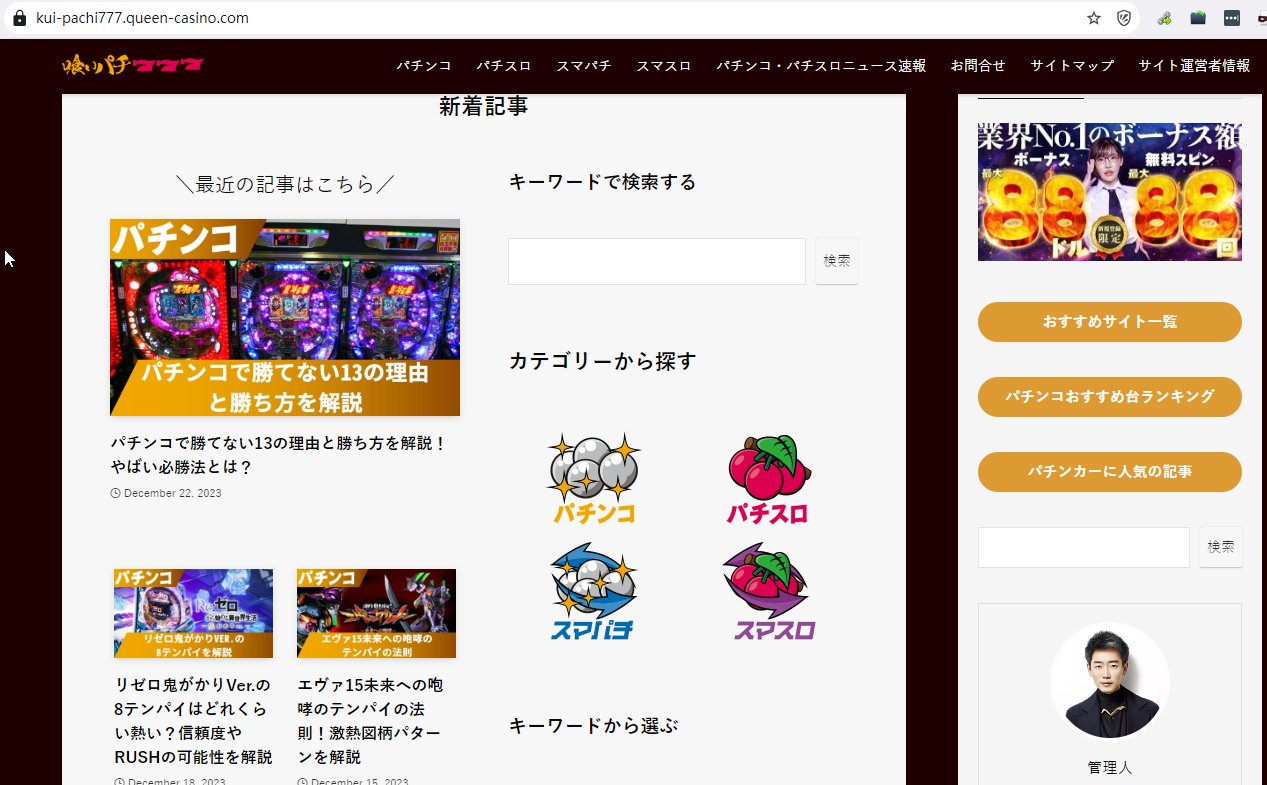 kui-pachi777.queen-casino.com
喰いパチ777
パチンコ パチスロ スマパチ スマスロ パチンコ・パチスロニュース速報 お問合せ サイトマップ サイト運営者情報
新着記事
＼最近の記事はこちら／
パチンコ
パチンコで勝てない13の理由
と勝ち方を解説
パチンコで勝てない13の理由と勝ち方を解説！
やばい必勝法とは？
December 22, 2023
パチンコ
Re:ゼロ
から始める異世界生活
リゼロ鬼がかりVER.の
8テンパイを解説
リゼロ鬼がかりVer.の
8テンパイはどれくら
い熱い？信頼度や
RUSHの可能性を解説
December 18, 2023
パチンコ
エヴァ15未来への咆哮の
テンパイの法則
エヴァ15未来への咆
哮のテンパイの法
則！激熱図柄パター
ンを解説
December 15, 2023
キーワードで検索する
検索
カテゴリーから探す
パチンコ
パチスロ
スマパチ
スマスロ
キーワードから選ぶ
業界No.1のボーナス額
ボーナス 無料スピン
最大 最大
88 88
新規登録
限定
ドル 回
おすすめサイト一覧
パチンコおすすめ台ランキング
パチンカーに人気の記事
検索
管理人